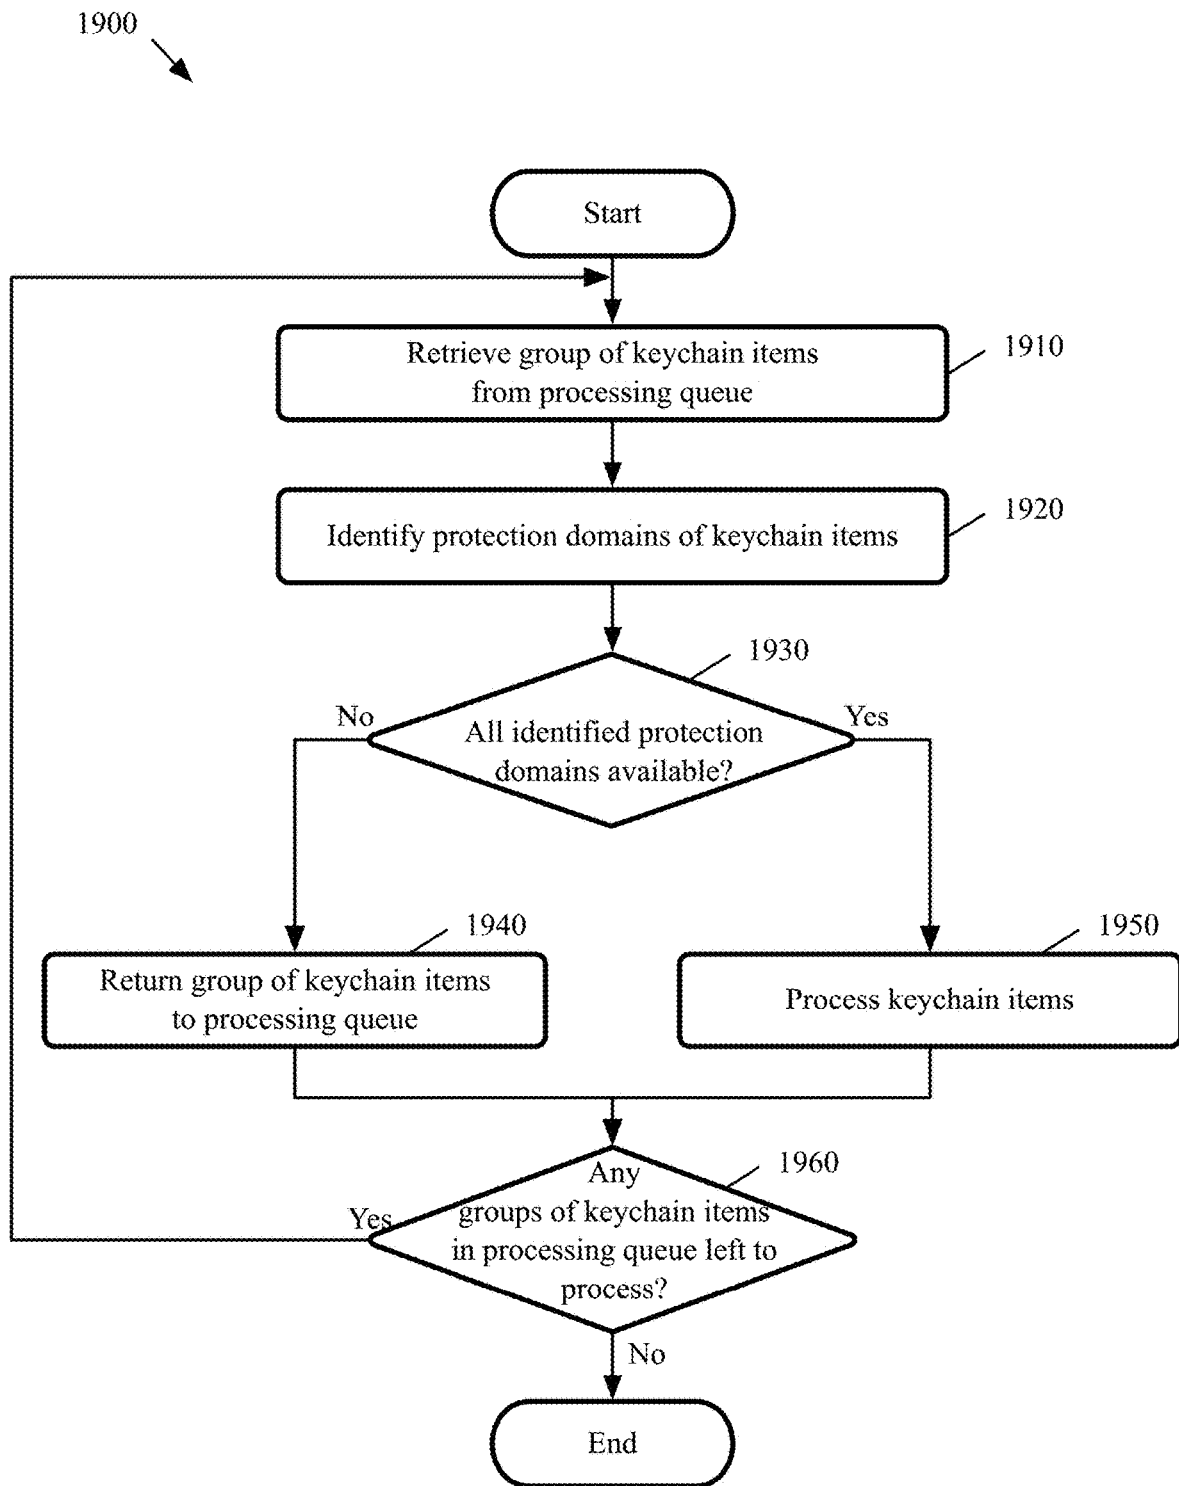 1900
Start
Retrieve group of keychain items
from processing queue
1910
Identify protection domains of keychain items
1920
1930
No
Yes
All identified protection
domains available?
1940
1950
Return group of keychain items
to processing queue
Process keychain items
1960
Any
groups of keychain items
in processing queue left to
process?
Yes
No
End